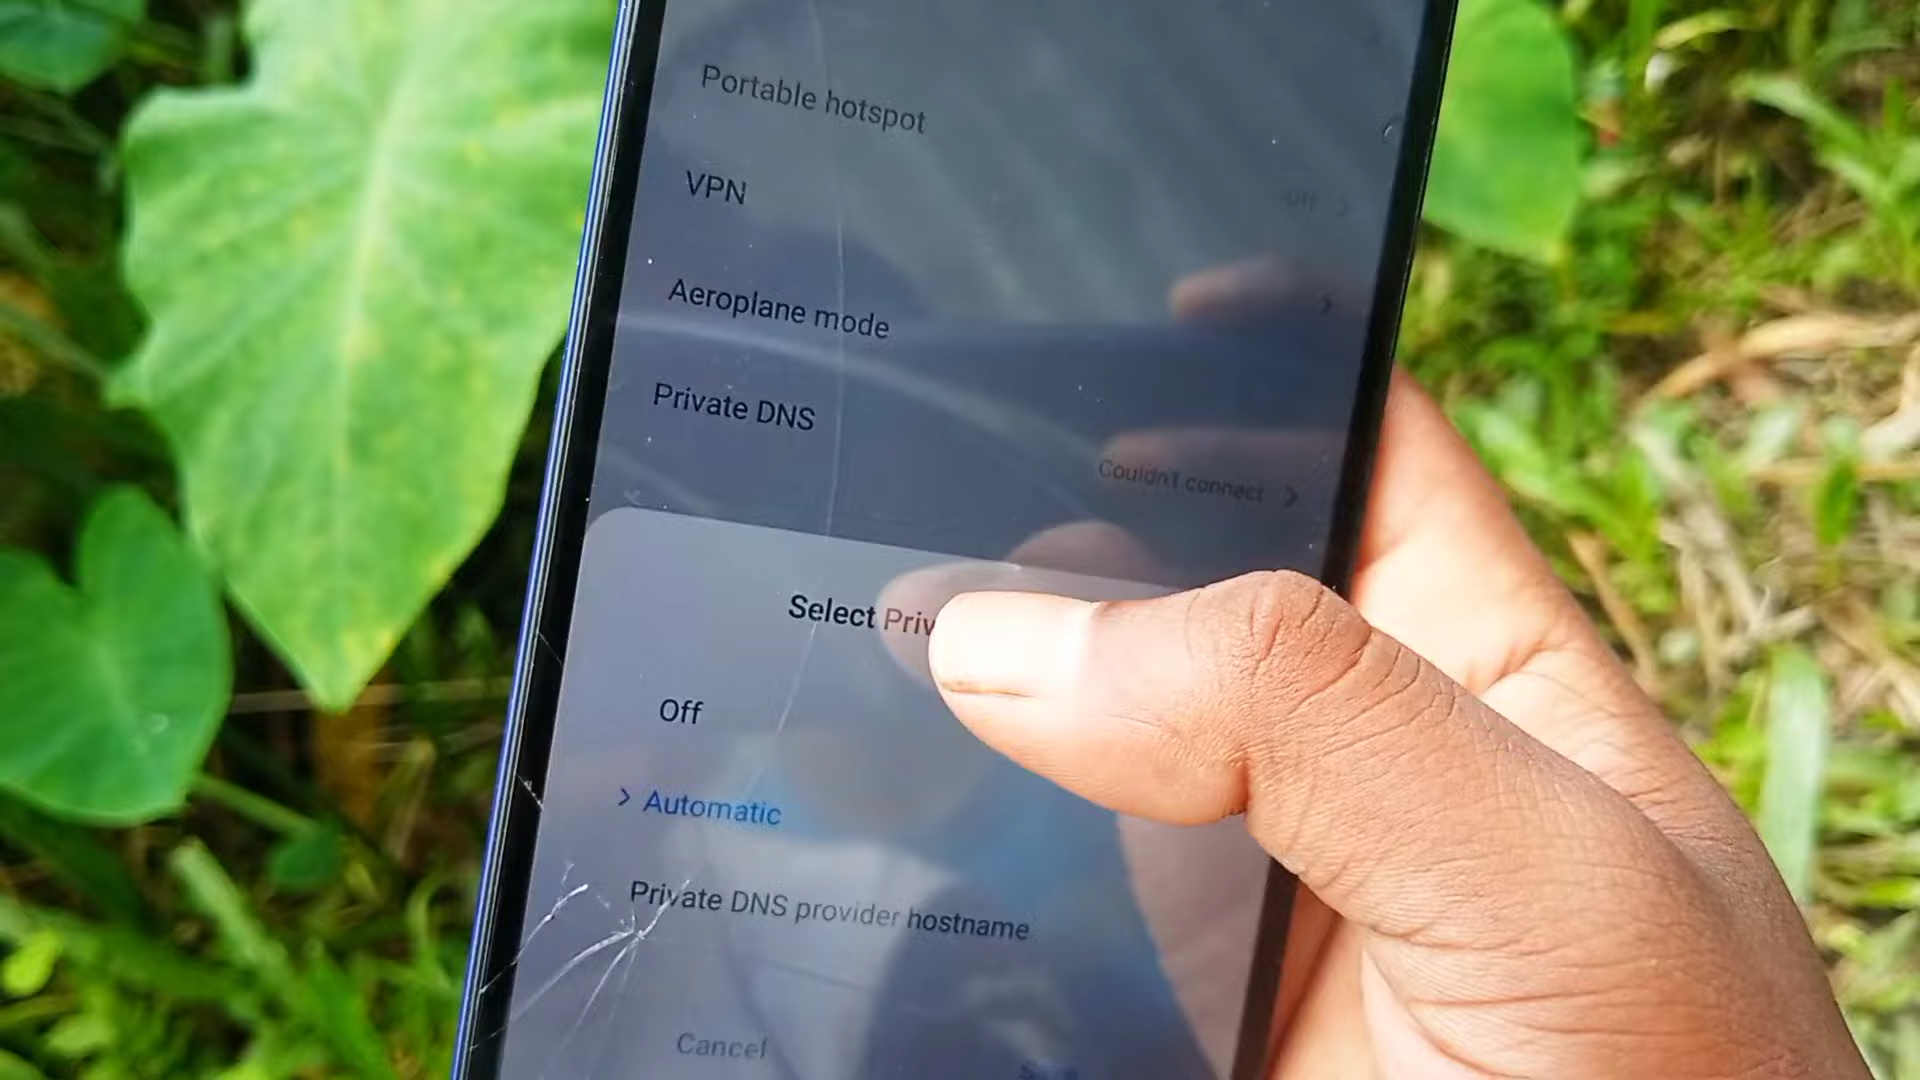 Portable hotspot
VPN
Off
Aeroplane mode
Private DNS
Couldn't connect
Select Priv
Off
Automatic
Private DNS provider hostname
Cancel